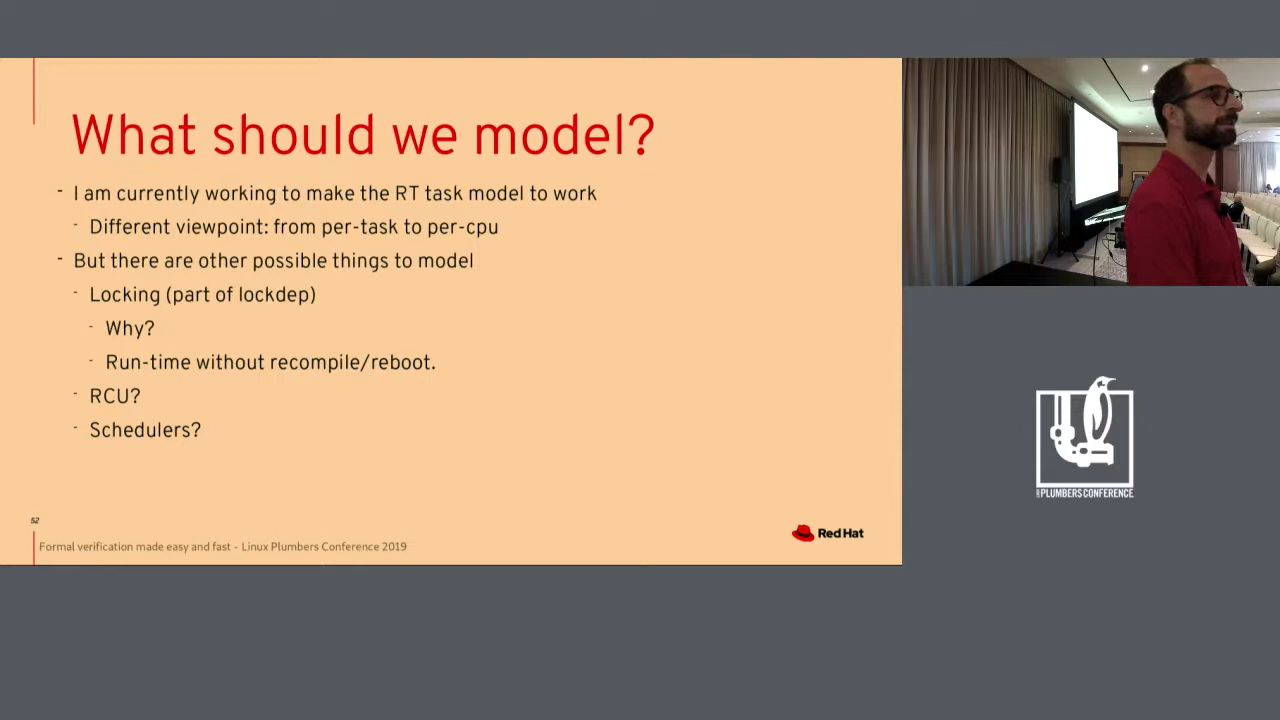 What should we model?
- I am currently working to make the RT task model to work
- Different viewpoint: from per-task to per-cpu
- But there are other possible things to model
- Locking (part of lockdep)
- Why?
- Run-time without recompile/reboot.
- RCU?
- Schedulers?
52
Formal verification made easy and fast - Linux Plumbers Conference 2019
Red Hat
PLUMBERS CONFERENCE